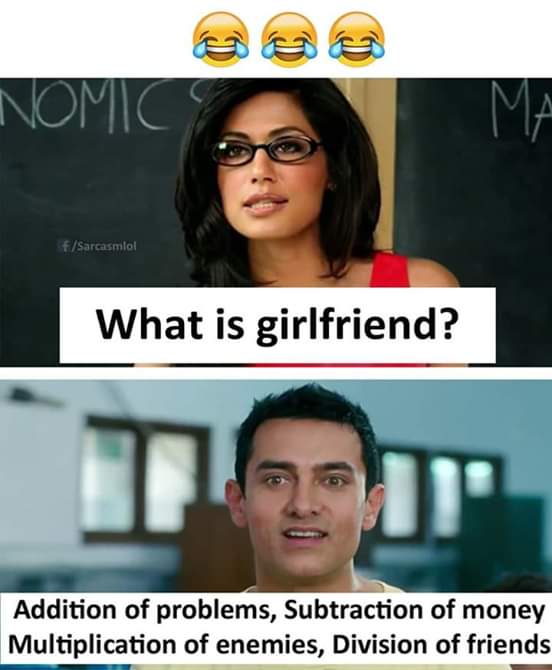 NOMIC
MA
f/Sarcasmlol
What is girlfriend?
Addition of problems, Subtraction of money
Multiplication of enemies, Division of friends